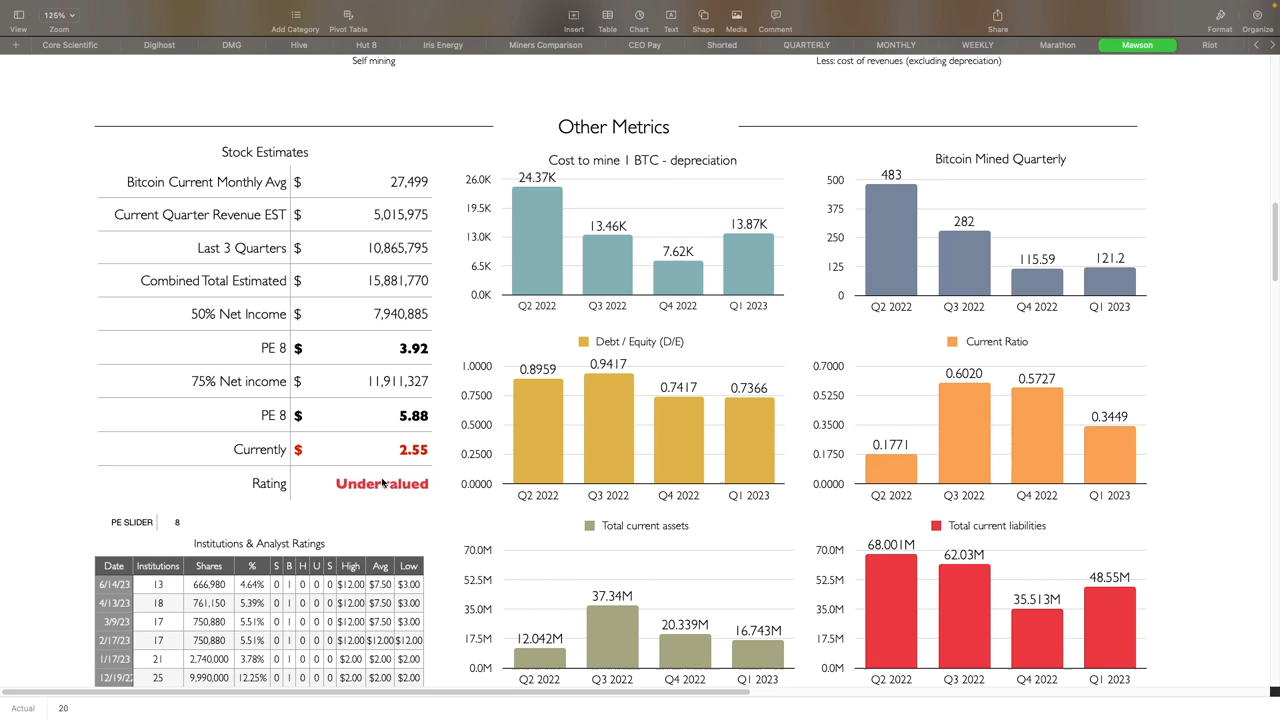 125%
View
Zoom
Add Category
Pivot Table
Insert
Table
Chart
Text
Shape
Media
Comment
Share
Format
Organize
Core Scientific
Digihost
DMG
Hive
Hut 8
Iris Energy
Miners Comparison
CEO Pay
Shorted
QUARTERLY
MONTHLY
WEEKLY
Marathon
Mawson
Riot
Self mining
Less: cost of revenues (excluding depreciation)
Other Metrics
Stock Estimates
Bitcoin Current Monthly Avg $ 27,499
Current Quarter Revenue EST $ 5,015,975
Last 3 Quarters $ 10,865,795
Combined Total Estimated $ 15,881,770
50% Net Income $ 7,940,885
PE 8 $ 3.92
75% Net income $ 11,911,327
PE 8 $ 5.88
Currently $ 2.55
Rating Undervalued
PE SLIDER 8
Cost to mine 1 BTC - depreciation
26.0K
19.5K
13.0K
6.5K
0.0K
24.37K
13.46K
7.62K
13.87K
Q2 2022 Q3 2022 Q4 2022 Q1 2023
Bitcoin Mined Quarterly
500
375
250
125
0
483
282
115.59
121.2
Q2 2022 Q3 2022 Q4 2022 Q1 2023
Debt / Equity (D/E)
1.0000
0.7500
0.5000
0.2500
0.0000
0.8959
0.9417
0.7417
0.7366
Q2 2022 Q3 2022 Q4 2022 Q1 2023
Current Ratio
0.7000
0.5250
0.3500
0.1750
0.0000
0.1771
0.6020
0.5727
0.3449
Q2 2022 Q3 2022 Q4 2022 Q1 2023
Institutions & Analyst Ratings
Date Institutions Shares % S B H U S High Avg Low
6/14/23 13 666,980 4.64% 0 1 0 0 0 $12.00 $7.50 $3.00
4/13/23 18 761,150 5.39% 0 1 0 0 0 $12.00 $7.50 $3.00
3/9/23 17 750,880 5.51% 0 1 0 0 0 $12.00 $7.50 $3.00
2/17/23 17 750,880 5.51% 0 1 0 0 0 $12.00 $12.00 $12.00
1/17/23 21 2,740,000 3.78% 0 1 0 0 0 $2.00 $2.00 $2.00
12/19/22 25 9,990,000 12.25% 0 1 0 0 0 $2.00 $2.00 $2.00
Total current assets
70.0M
52.5M
35.0M
17.5M
0.0M
12.042M
37.34M
20.339M
16.743M
Q2 2022 Q3 2022 Q4 2022 Q1 2023
Total current liabilities
70.0M
52.5M
35.0M
17.5M
0.0M
68.001M
62.03M
35.513M
48.55M
Q2 2022 Q3 2022 Q4 2022 Q1 2023
Actual 20